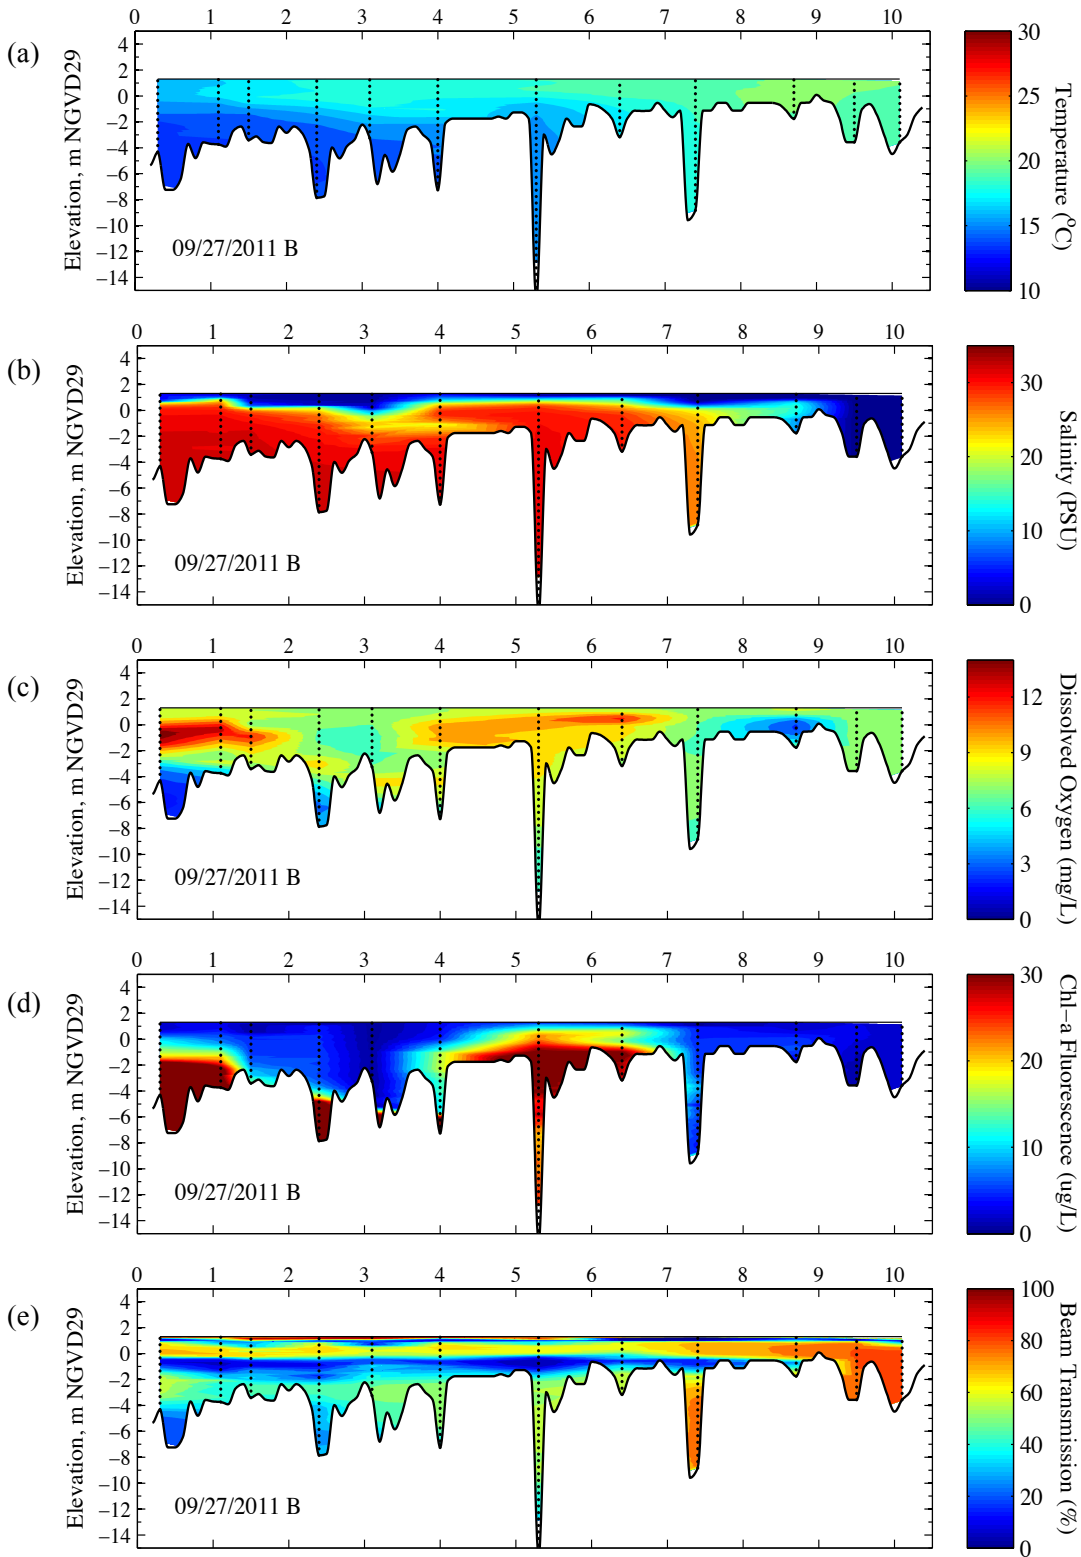 0 1 2 3 4 5 6 7 8 9 10
(a)
4
2
0
−2
−4
−6
−8
−10
−12
−14
Elevation, m NGVD29
09/27/2011 B
30
25
20
15
10
Temperature (°C)
0 1 2 3 4 5 6 7 8 9 10
(b)
4
2
0
−2
−4
−6
−8
−10
−12
−14
Elevation, m NGVD29
09/27/2011 B
30
20
10
0
Salinity (PSU)
0 1 2 3 4 5 6 7 8 9 10
(c)
4
2
0
−2
−4
−6
−8
−10
−12
−14
Elevation, m NGVD29
09/27/2011 B
12
9
6
3
0
Dissolved Oxygen (mg/L)
0 1 2 3 4 5 6 7 8 9 10
(d)
4
2
0
−2
−4
−6
−8
−10
−12
−14
Elevation, m NGVD29
09/27/2011 B
30
20
10
0
Chl−a Fluorescence (ug/L)
0 1 2 3 4 5 6 7 8 9 10
(e)
4
2
0
−2
−4
−6
−8
−10
−12
−14
Elevation, m NGVD29
09/27/2011 B
100
80
60
40
20
0
Beam Transmission (%)